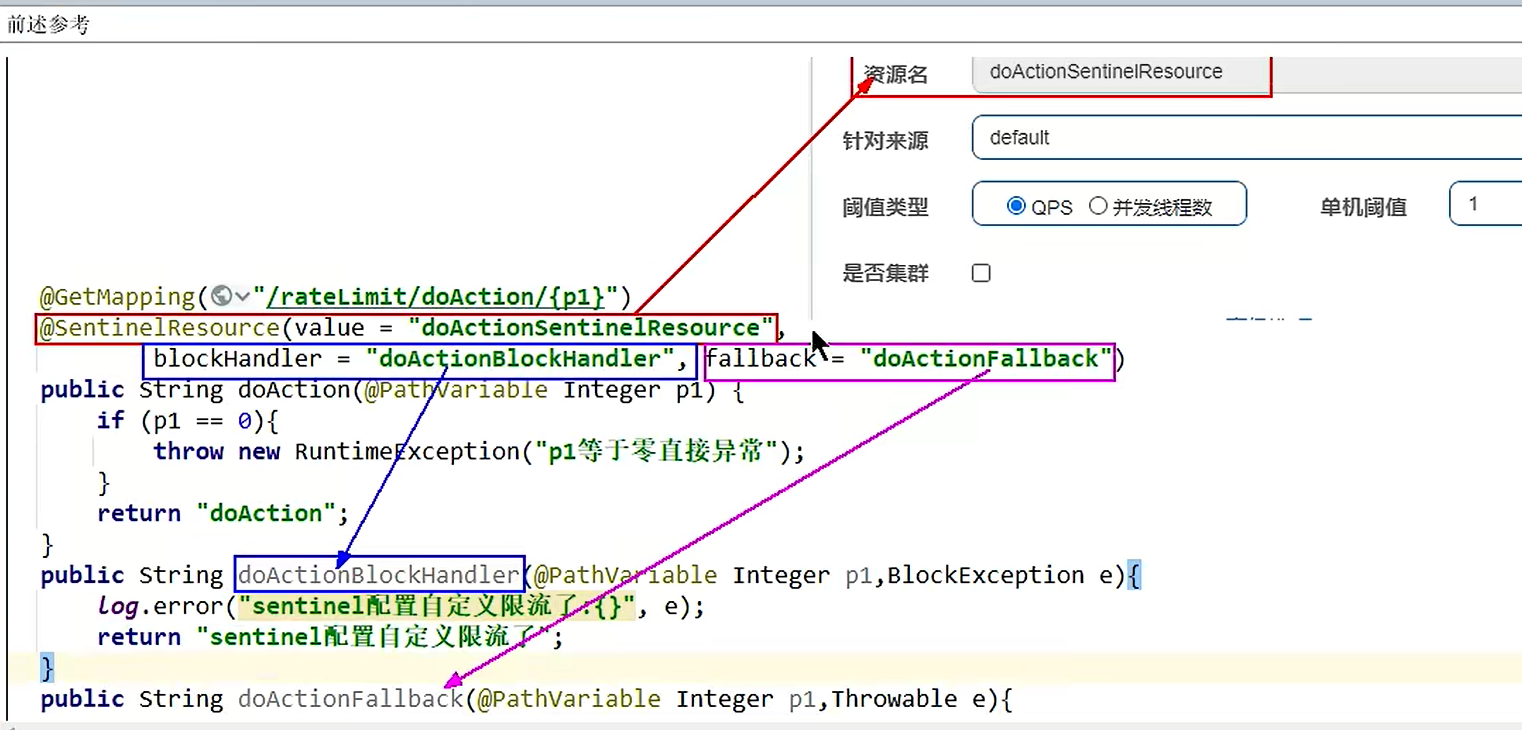 前述参考
资源名 doActionSentinelResource
针对来源 default
阈值类型 QPS 并发线程数 单机阈值 1
是否集群
@GetMapping("/rateLimit/doAction/{p1}")
@SentinelResource(value = "doActionSentinelResource",
blockHandler = "doActionBlockHandler", fallback = "doActionFallback")
public String doAction(@PathVariable Integer p1) {
if (p1 == 0){
throw new RuntimeException("p1等于零直接异常");
}
return "doAction";
}
public String doActionBlockHandler(@PathVariable Integer p1,BlockException e){
log.error("sentinel配置自定义限流了:{}", e);
return "sentinel配置自定义限流了";
}
public String doActionFallback(@PathVariable Integer p1,Throwable e){